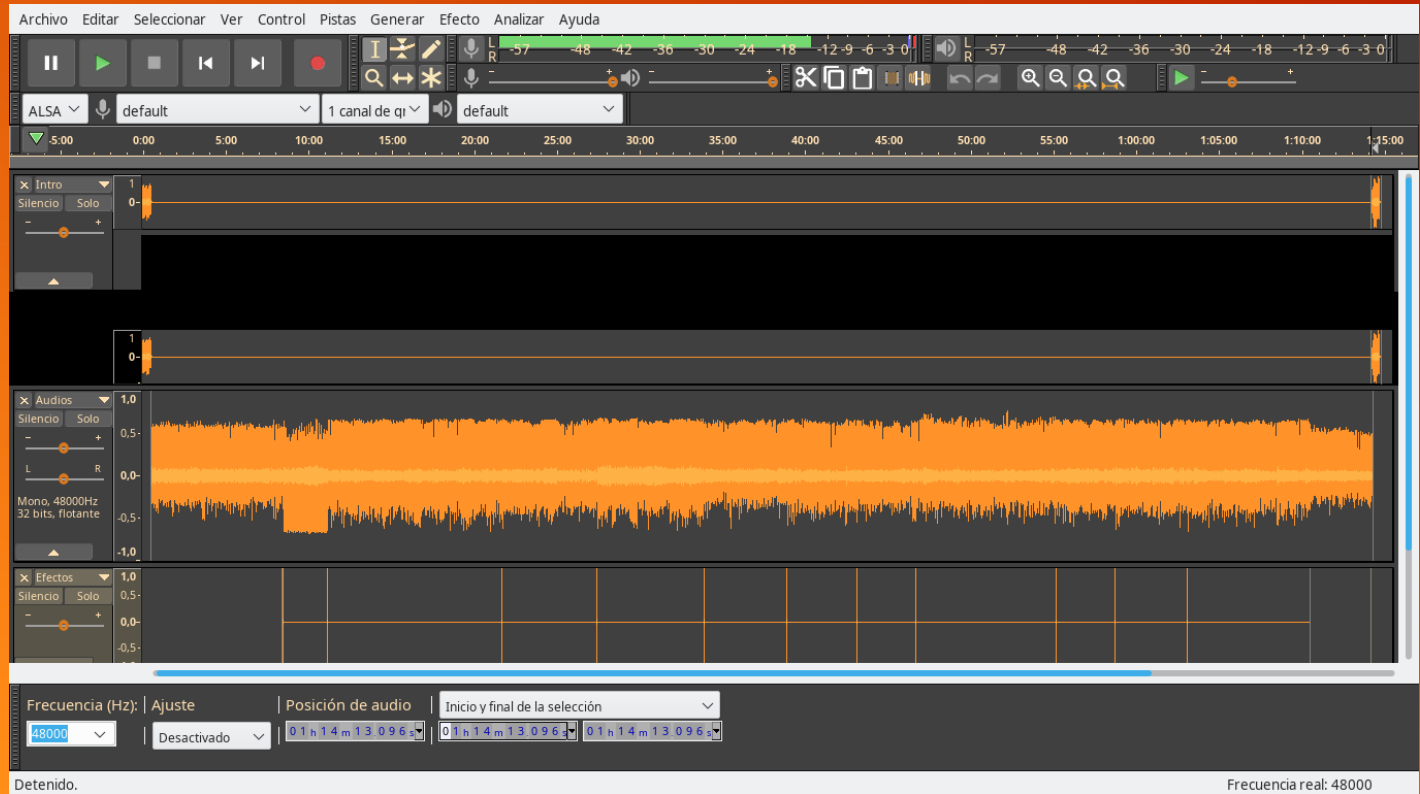 Archivo Editar Seleccionar Ver Control Pistas Generar Efecto Analizar Ayuda
L
R
-57 -48 -42 -36 -30 -24 -18 -12 -9 -6 -3 0
L
R
-57 -48 -42 -36 -30 -24 -18 -12 -9 -6 -3 0
ALSA
default
1 canal de gr
default
-5:00 0:00 5:00 10:00 15:00 20:00 25:00 30:00 35:00 40:00 45:00 50:00 55:00 1:00:00 1:05:00 1:10:00 1:15:00
Intro
Silencio Solo
- +
1
0-
1
0-
Audios
Silencio Solo
- +
L R
Mono, 48000Hz
32 bits, flotante
1,0
0,5-
0,0-
-0,5-
-1,0
Efectos
Silencio Solo
- +
1,0
0,5-
0,0-
-0,5-
Frecuencia (Hz): Ajuste Posición de audio Inicio y final de la selección
48000 Desactivado 01h14m13.096s 01h14m13.096s 01h14m13.096s
Detenido. Frecuencia real: 48000